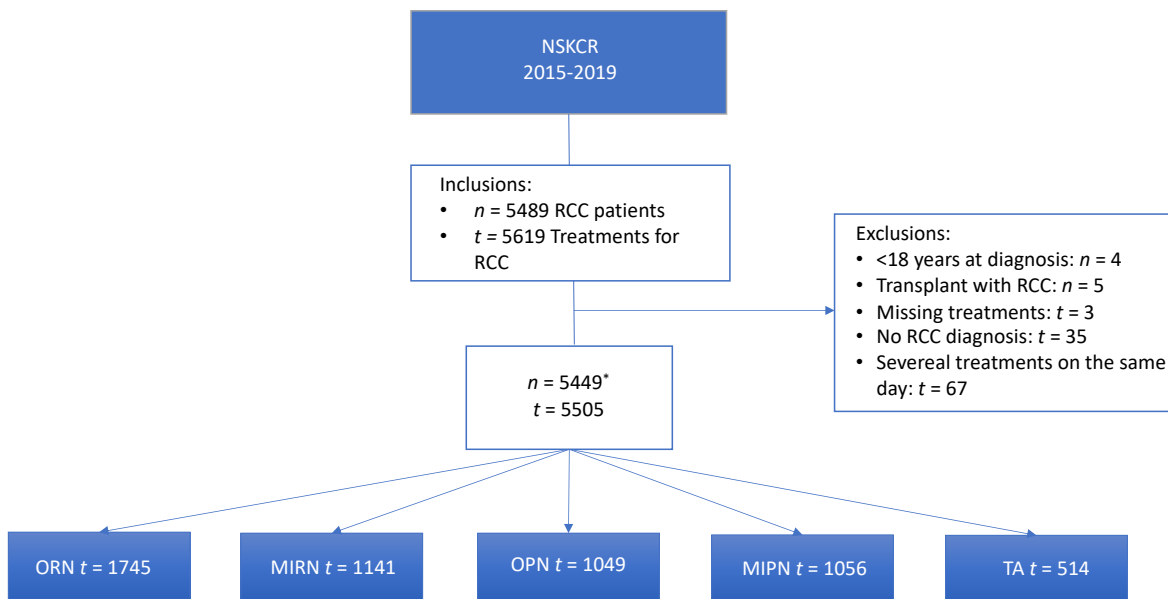 NSKCR
2015-2019
Inclusions:
• n = 5489 RCC patients
• t = 5619 Treatments for
RCC
Exclusions:
• <18 years at diagnosis: n = 4
• Transplant with RCC: n = 5
• Missing treatments: t = 3
• No RCC diagnosis: t = 35
• Severeal treatments on the same
day: t = 67
n = 5449*
t = 5505
ORN t = 1745
MIRN t = 1141
OPN t = 1049
MIPN t = 1056
TA t = 514